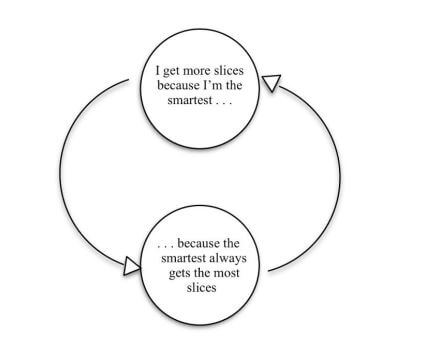 I get more slices
because I’m the
smartest . . .
. . . because the
smartest always
gets the most
slices